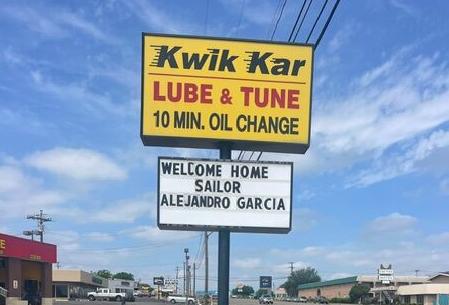 Kwik Kar
LUBE & TUNE
10 MIN. OIL CHANGE
WELCOME HOME
SAILOR
ALEJANDRO GARCIA